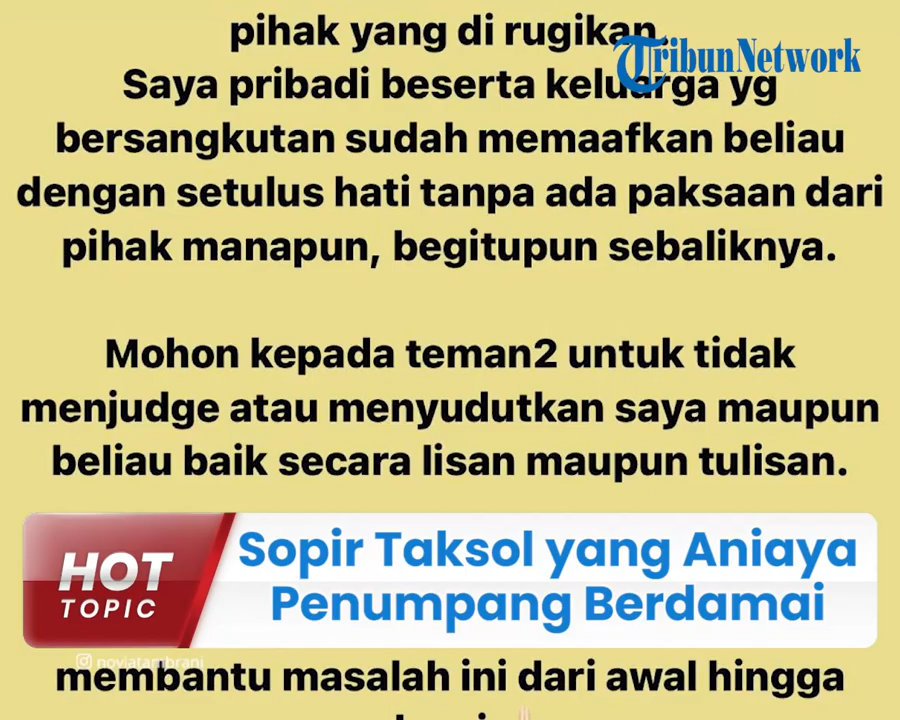 pihak yang di rugikan.
TribunNetwork
Saya pribadi beserta keluarga yg
bersangkutan sudah memaafkan beliau
dengan setulus hati tanpa ada paksaan dari
pihak manapun, begitupun sebaliknya.
Mohon kepada teman2 untuk tidak
menjudge atau menyudutkan saya maupun
beliau baik secara lisan maupun tulisan.
HOT
TOPIC
Sopir Taksol yang Aniaya
Penumpang Berdamai
noviatambrani
membantu masalah ini dari awal hingga